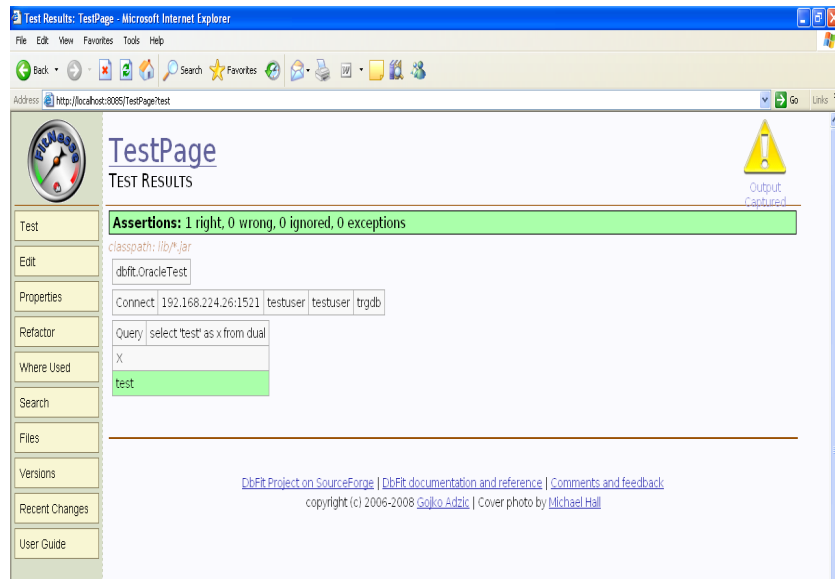 Test Results: TestPage - Microsoft Internet Explorer
File Edit View Favorites Tools Help
Back Search Favorites
Address http://localhost:8085/TestPage?test Go Links
FitNesse
TestPage
TEST RESULTS
Output
Captured
Test
Edit
Properties
Refactor
Where Used
Search
Files
Versions
Recent Changes
User Guide
Assertions: 1 right, 0 wrong, 0 ignored, 0 exceptions
classpath: lib/*.jar
dbfit.OracleTest
Connect 192.168.224.26:1521 testuser testuser trgdb
Query select 'test' as x from dual
X
test
DbFit Project on SourceForge | DbFit documentation and reference | Comments and feedback
copyright (c) 2006-2008 Gojko Adzic | Cover photo by Michael Hall